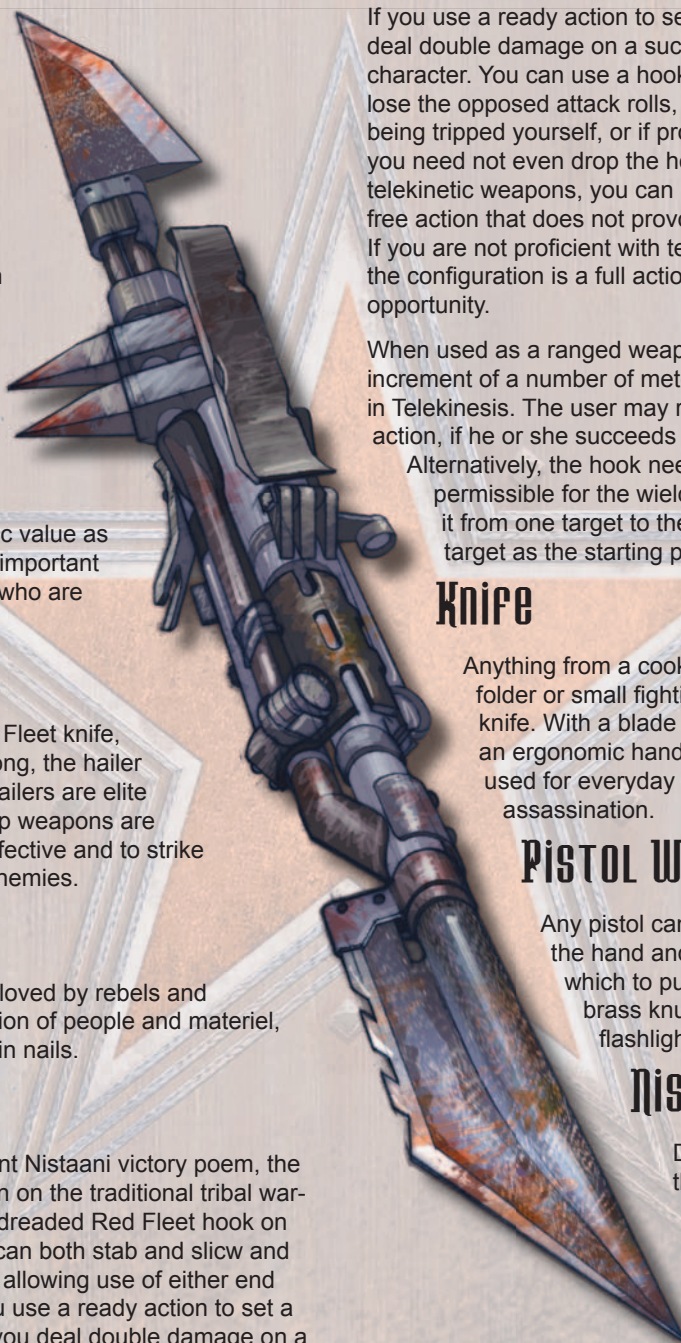 n
c value as
important
who are
Fleet knife,
ong, the hailer
ailers are elite
p weapons are
fective and to strike
nemies.
loved by rebels and
ion of people and materiel,
in nails.
nt Nistaani victory poem, the
n on the traditional tribal war-
dreaded Red Fleet hook on
can both stab and slicw and
allowing use of either end
u use a ready action to set a
you deal double damage on a
If you use a ready action to se
deal double damage on a suc
character. You can use a hook
lose the opposed attack rolls,
being tripped yourself, or if pro
you need not even drop the ho
telekinetic weapons, you can
free action that does not provo
If you are not proficient with te
the configuration is a full actio
opportunity.
When used as a ranged weap
increment of a number of met
in Telekinesis. The user may r
action, if he or she succeeds
Alternatively, the hook nee
permissible for the wield
it from one target to the
target as the starting p
Knife
Anything from a cook
folder or small fighti
knife. With a blade
an ergonomic hand
used for everyday
assassination.
Pistol W
Any pistol car
the hand and
which to pu
brass knu
flashligh
Nis
D
th